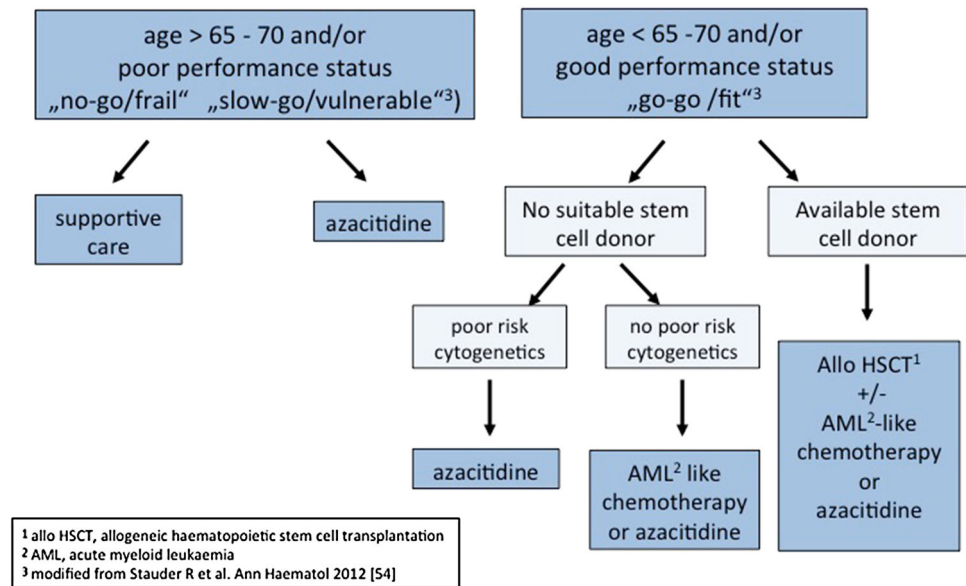 age > 65 - 70 and/or
poor performance status
„no-go/frail“ „slow-go/vulnerable“³)
age < 65 -70 and/or
good performance status
„go-go /fit“³
supportive
care
azacitidine
No suitable stem
cell donor
Available stem
cell donor
poor risk
cytogenetics
no poor risk
cytogenetics
azacitidine
AML² like
chemotherapy
or azacitidine
Allo HSCT¹
+/-
AML²-like
chemotherapy
or
azacitidine
¹ allo HSCT, allogeneic haematopoietic stem cell transplantation
² AML, acute myeloid leukaemia
³ modified from Stauder R et al. Ann Haematol 2012 [54]